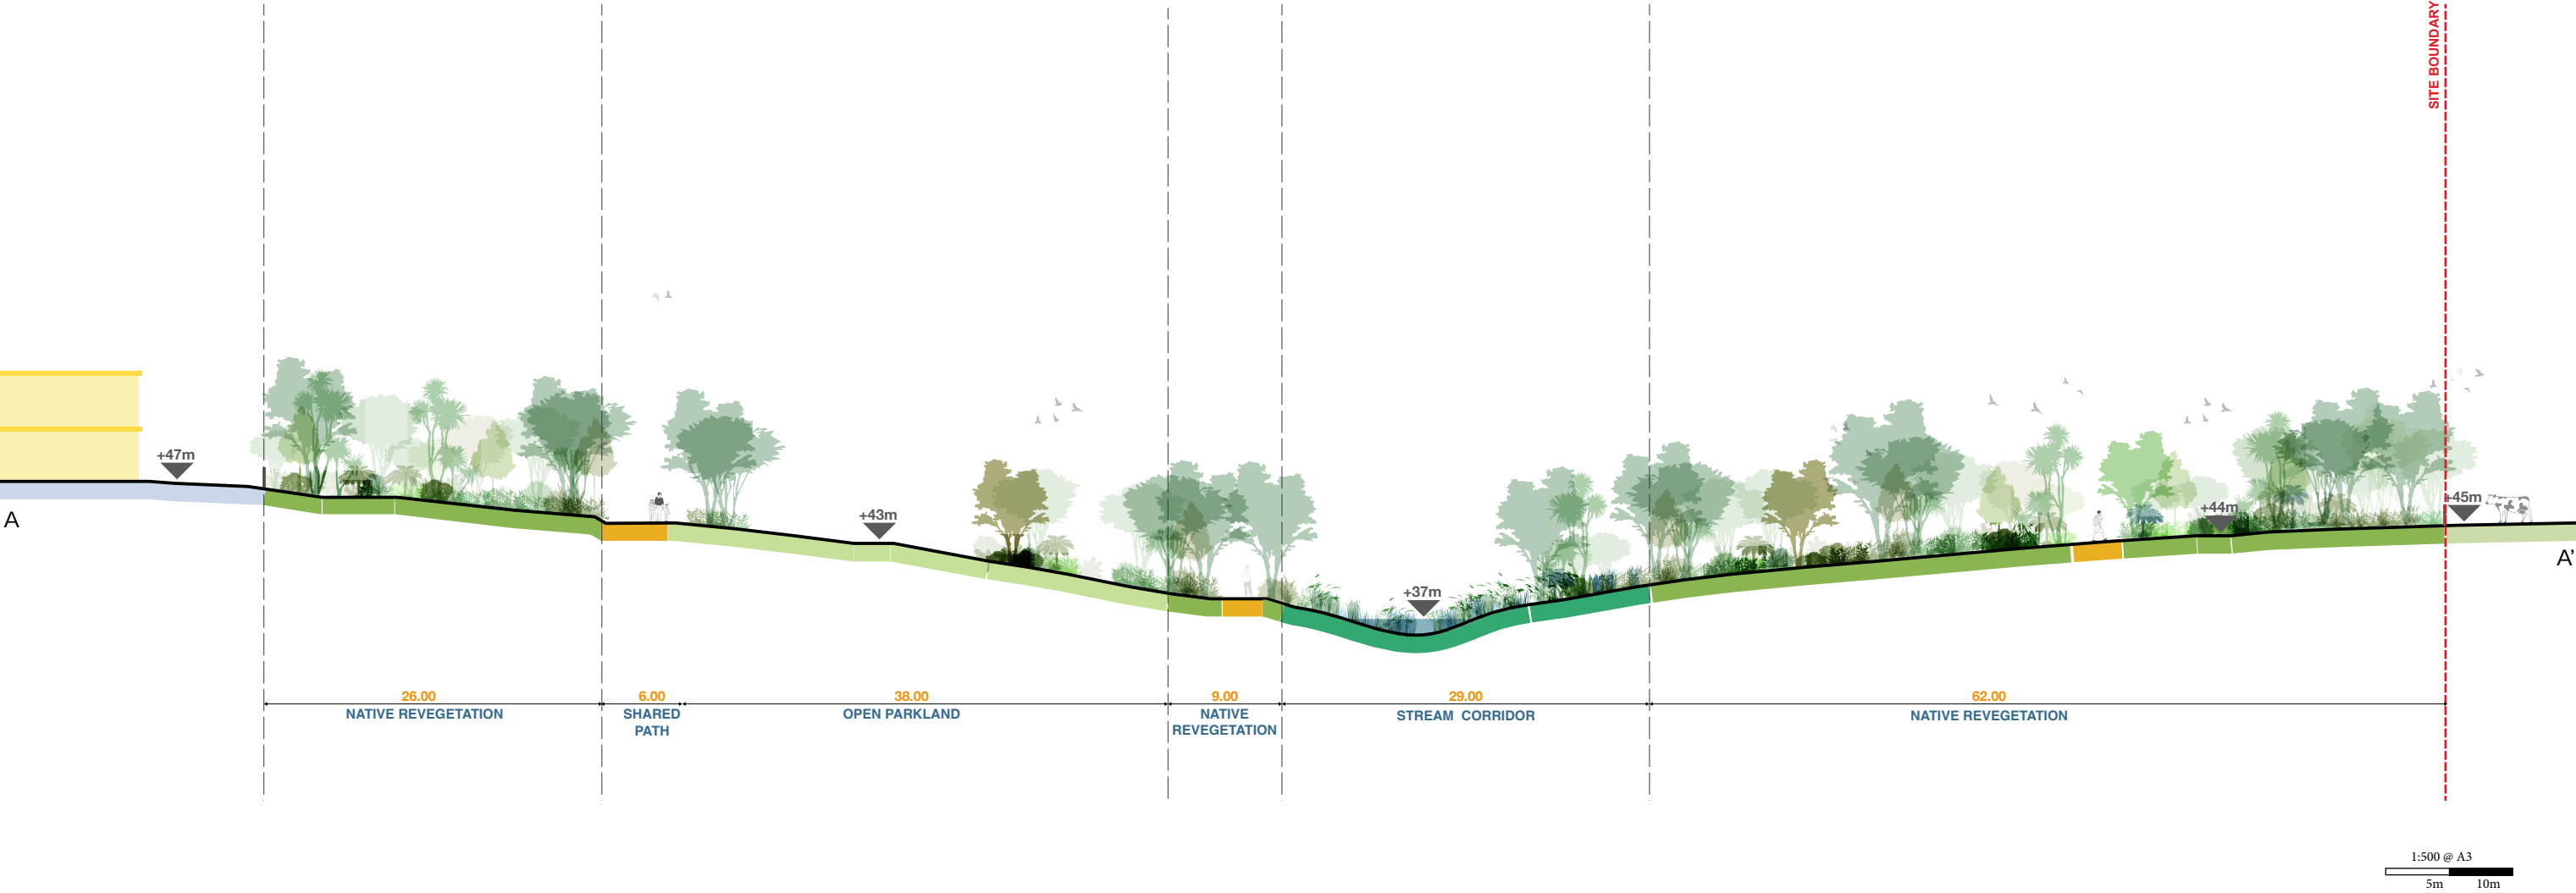 SITE BOUNDARY
+47m
+43m
+37m
+44m
+45m
A
A’
26.00
6.00
38.00
9.00
29.00
62.00
NATIVE REVEGETATION
SHARED
PATH
OPEN PARKLAND
NATIVE
REVEGETATION
STREAM CORRIDOR
NATIVE REVEGETATION
1:500 @ A3
5m
10m